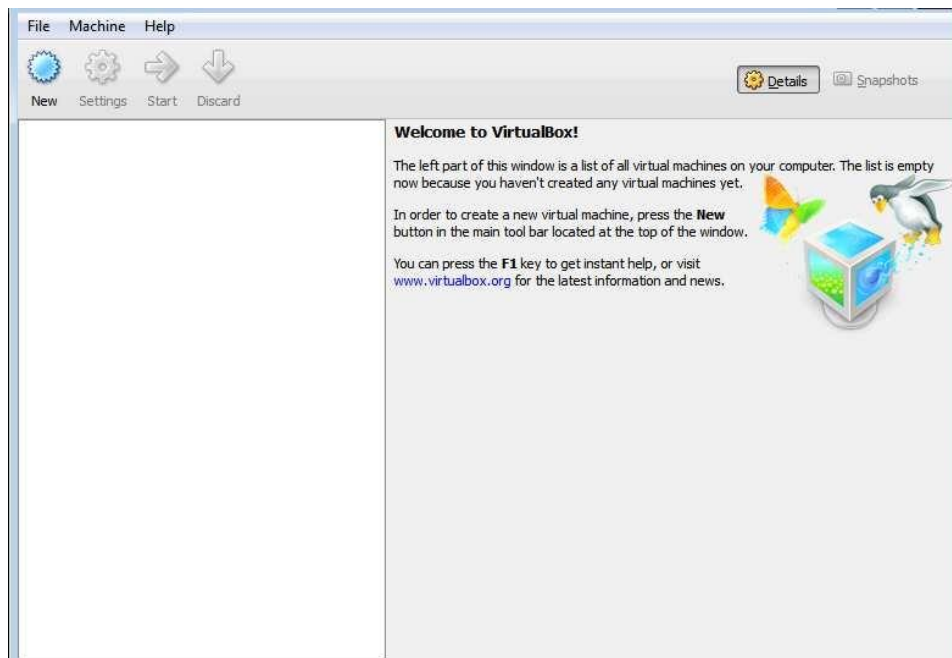 File Machine Help
New Settings Start Discard
Details Snapshots
Welcome to VirtualBox!
The left part of this window is a list of all virtual machines on your computer. The list is empty
now because you haven't created any virtual machines yet.
In order to create a new virtual machine, press the New
button in the main tool bar located at the top of the window.
You can press the F1 key to get instant help, or visit
www.virtualbox.org for the latest information and news.